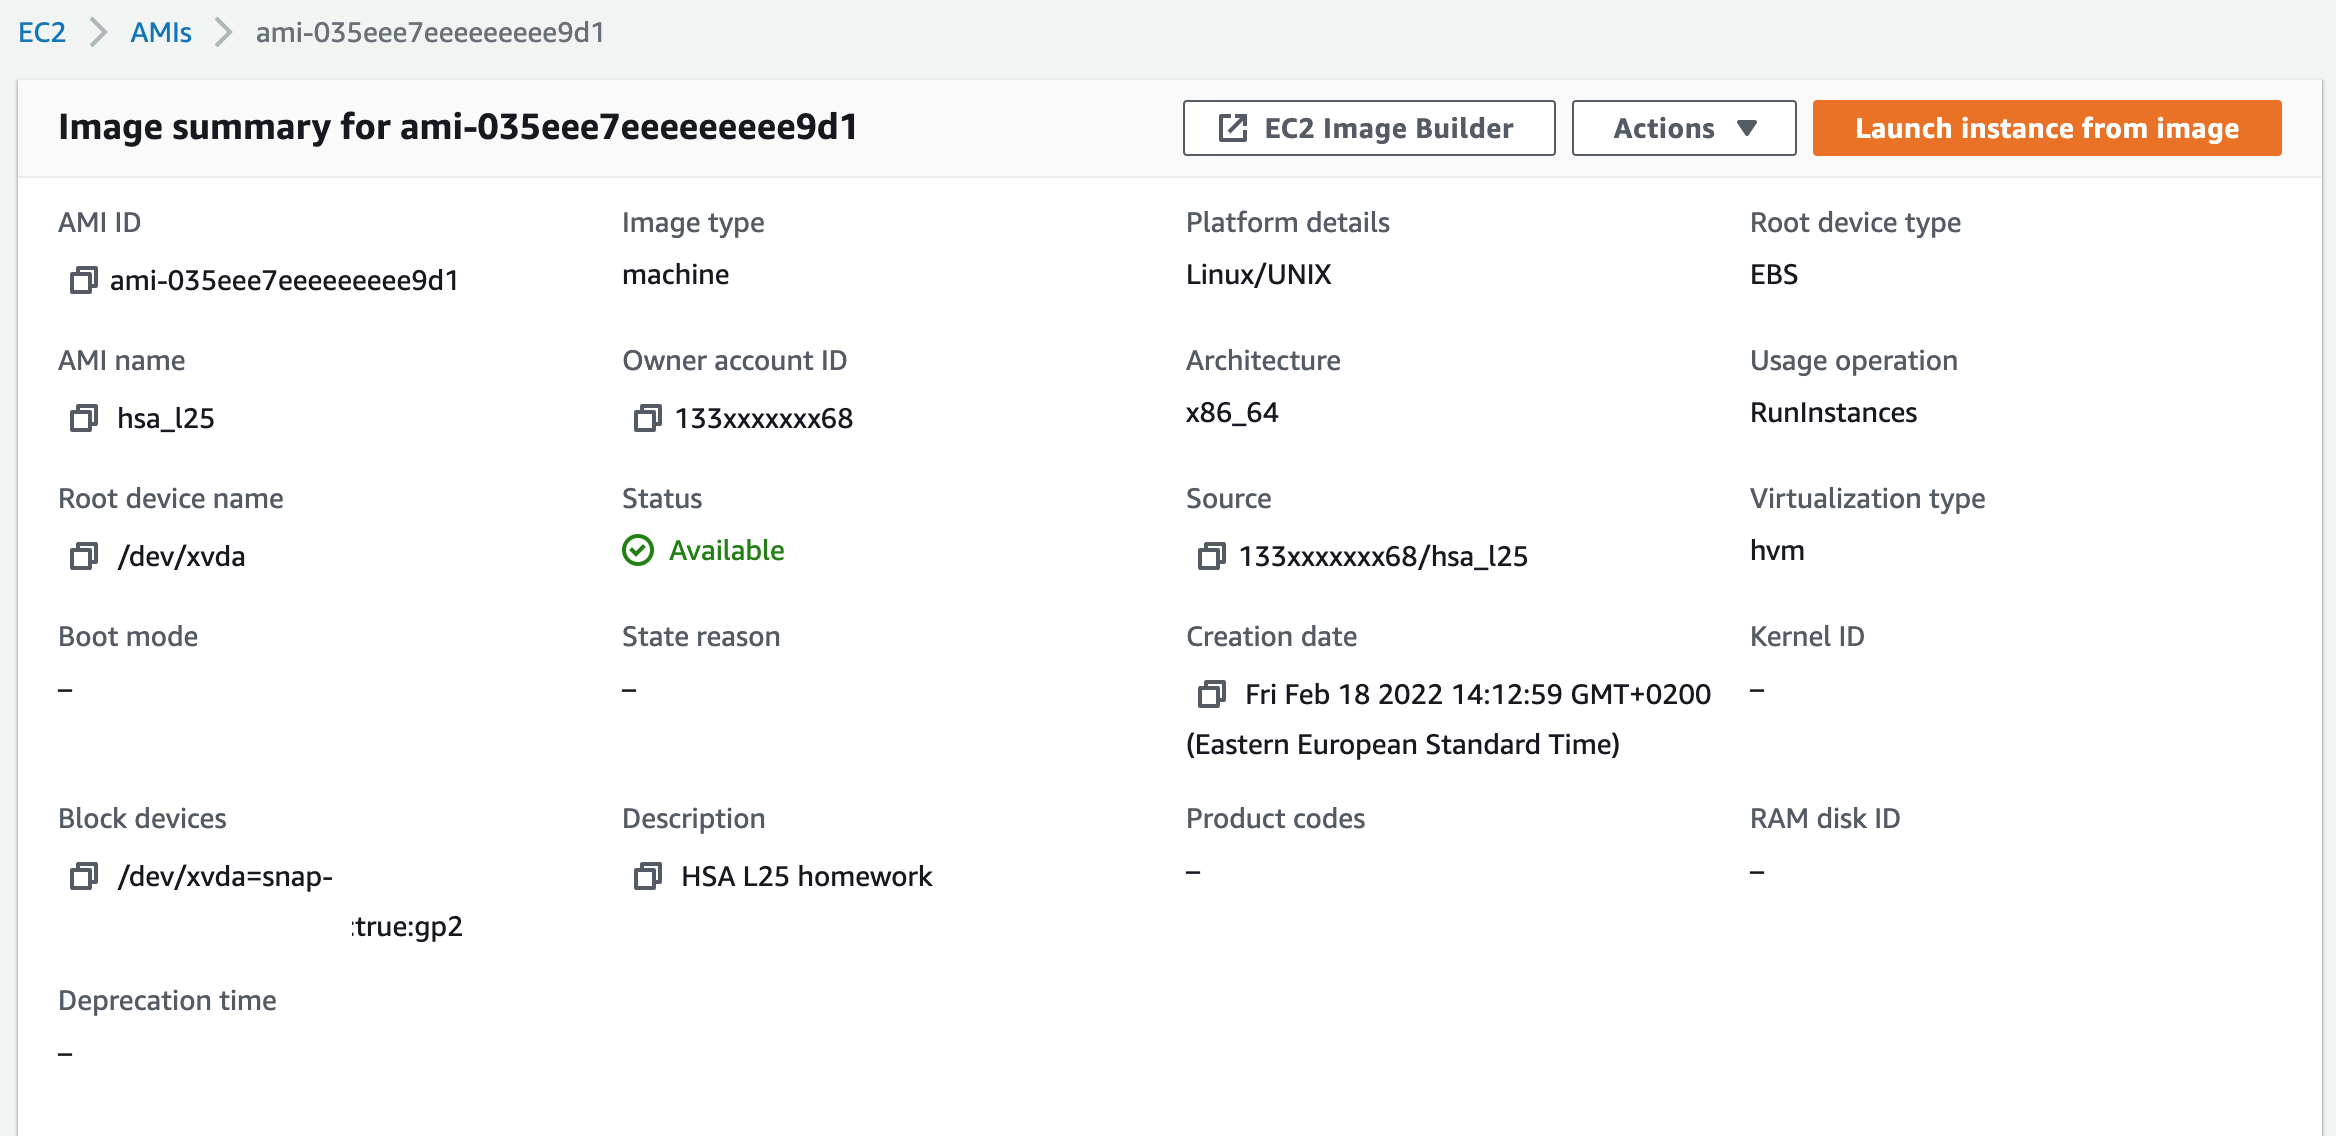 EC2 AMIs ami-035eee7eeeeeeeee9d1
Image summary for ami-035eee7eeeeeeeee9d1
EC2 Image Builder
Actions
Launch instance from image
AMI ID
ami-035eee7eeeeeeeee9d1
Image type
machine
Platform details
Linux/UNIX
Root device type
EBS
AMI name
hsa_l25
Owner account ID
133xxxxxxx68
Architecture
x86_64
Usage operation
RunInstances
Root device name
/dev/xvda
Status
Available
Source
133xxxxxxx68/hsa_l25
Virtualization type
hvm
Boot mode
–
State reason
–
Creation date
Fri Feb 18 2022 14:12:59 GMT+0200
(Eastern European Standard Time)
Kernel ID
–
Block devices
/dev/xvda=snap-
:true:gp2
Description
HSA L25 homework
Product codes
–
RAM disk ID
–
Deprecation time
–